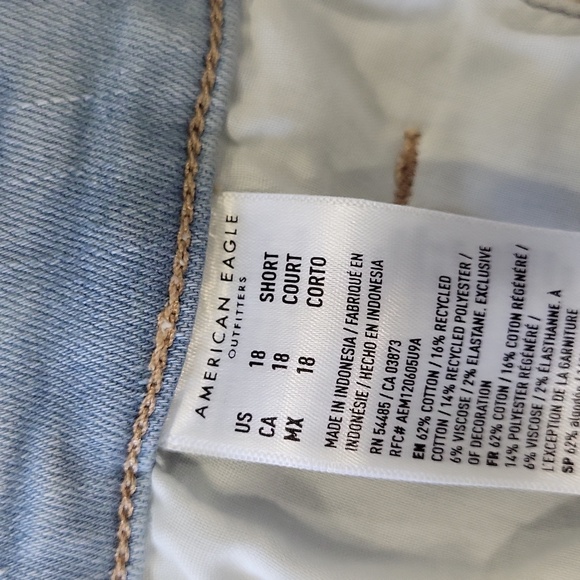 AMERICAN EAGLE
OUTFITTERS
US 18 SHORT
CA 18 COURT
MX 18 CORTO
MADE IN INDONESIA / FABRIQUÉ EN
INDONÉSIE / HECHO EN INDONESIA
RN 54485 / CA 03873
RFC# AEM120005U9A
EN 62% COTTON / 16% RECYCLED
COTTON / 14% RECYCLED POLYESTER /
6% VISCOSE / 2% ELASTANE, EXCLUSIVE
OF DECORATION
FR 62% COTON / 16% COTON RÉGÉNÉRÉ /
14% POLYESTER RÉGÉNÉRÉ /
6% VISCOSE / 2% ÉLASTHANNE, À
L'EXCEPTION DE LA GARNITURE
SP 62%